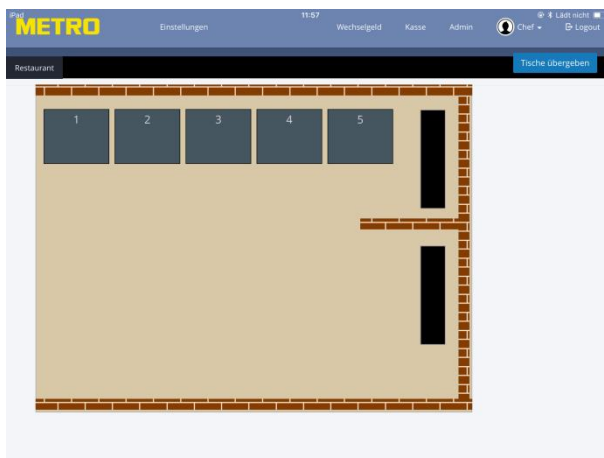 iPad 11:57 Lädt nicht
METRO Einstellungen Wechselgeld Kasse Admin Chef Logout
Restaurant Tische übergeben
1 2 3 4 5